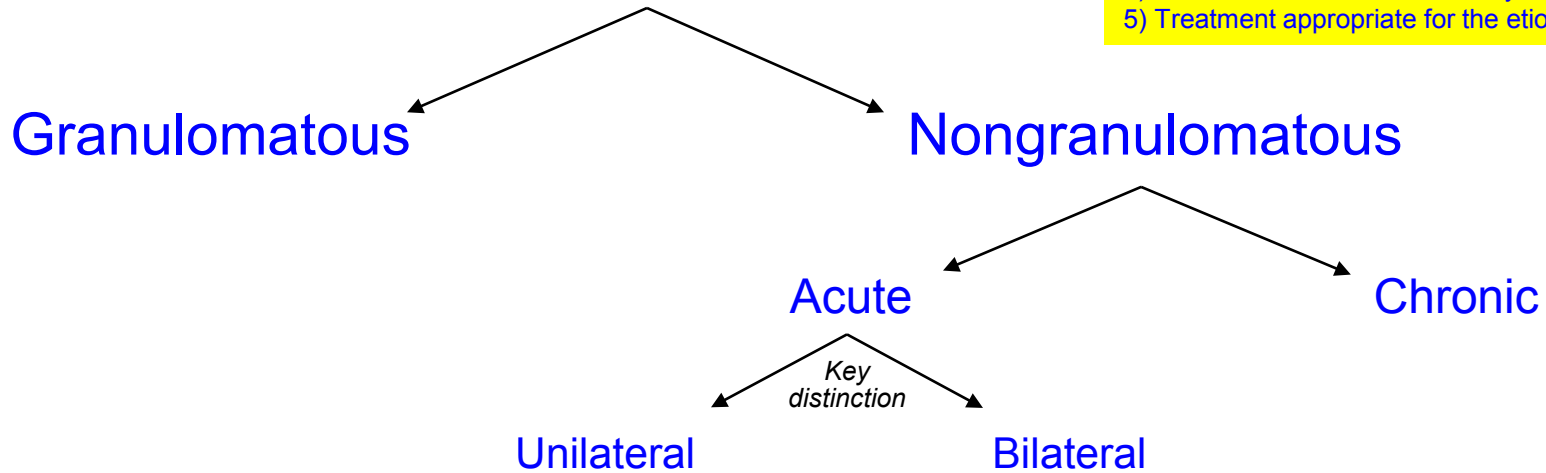 5) Treatment appropriate for the
Granulomatous
Nongranulomatous
Acute
Chronic
Key
distinction
Unilateral
Bilateral